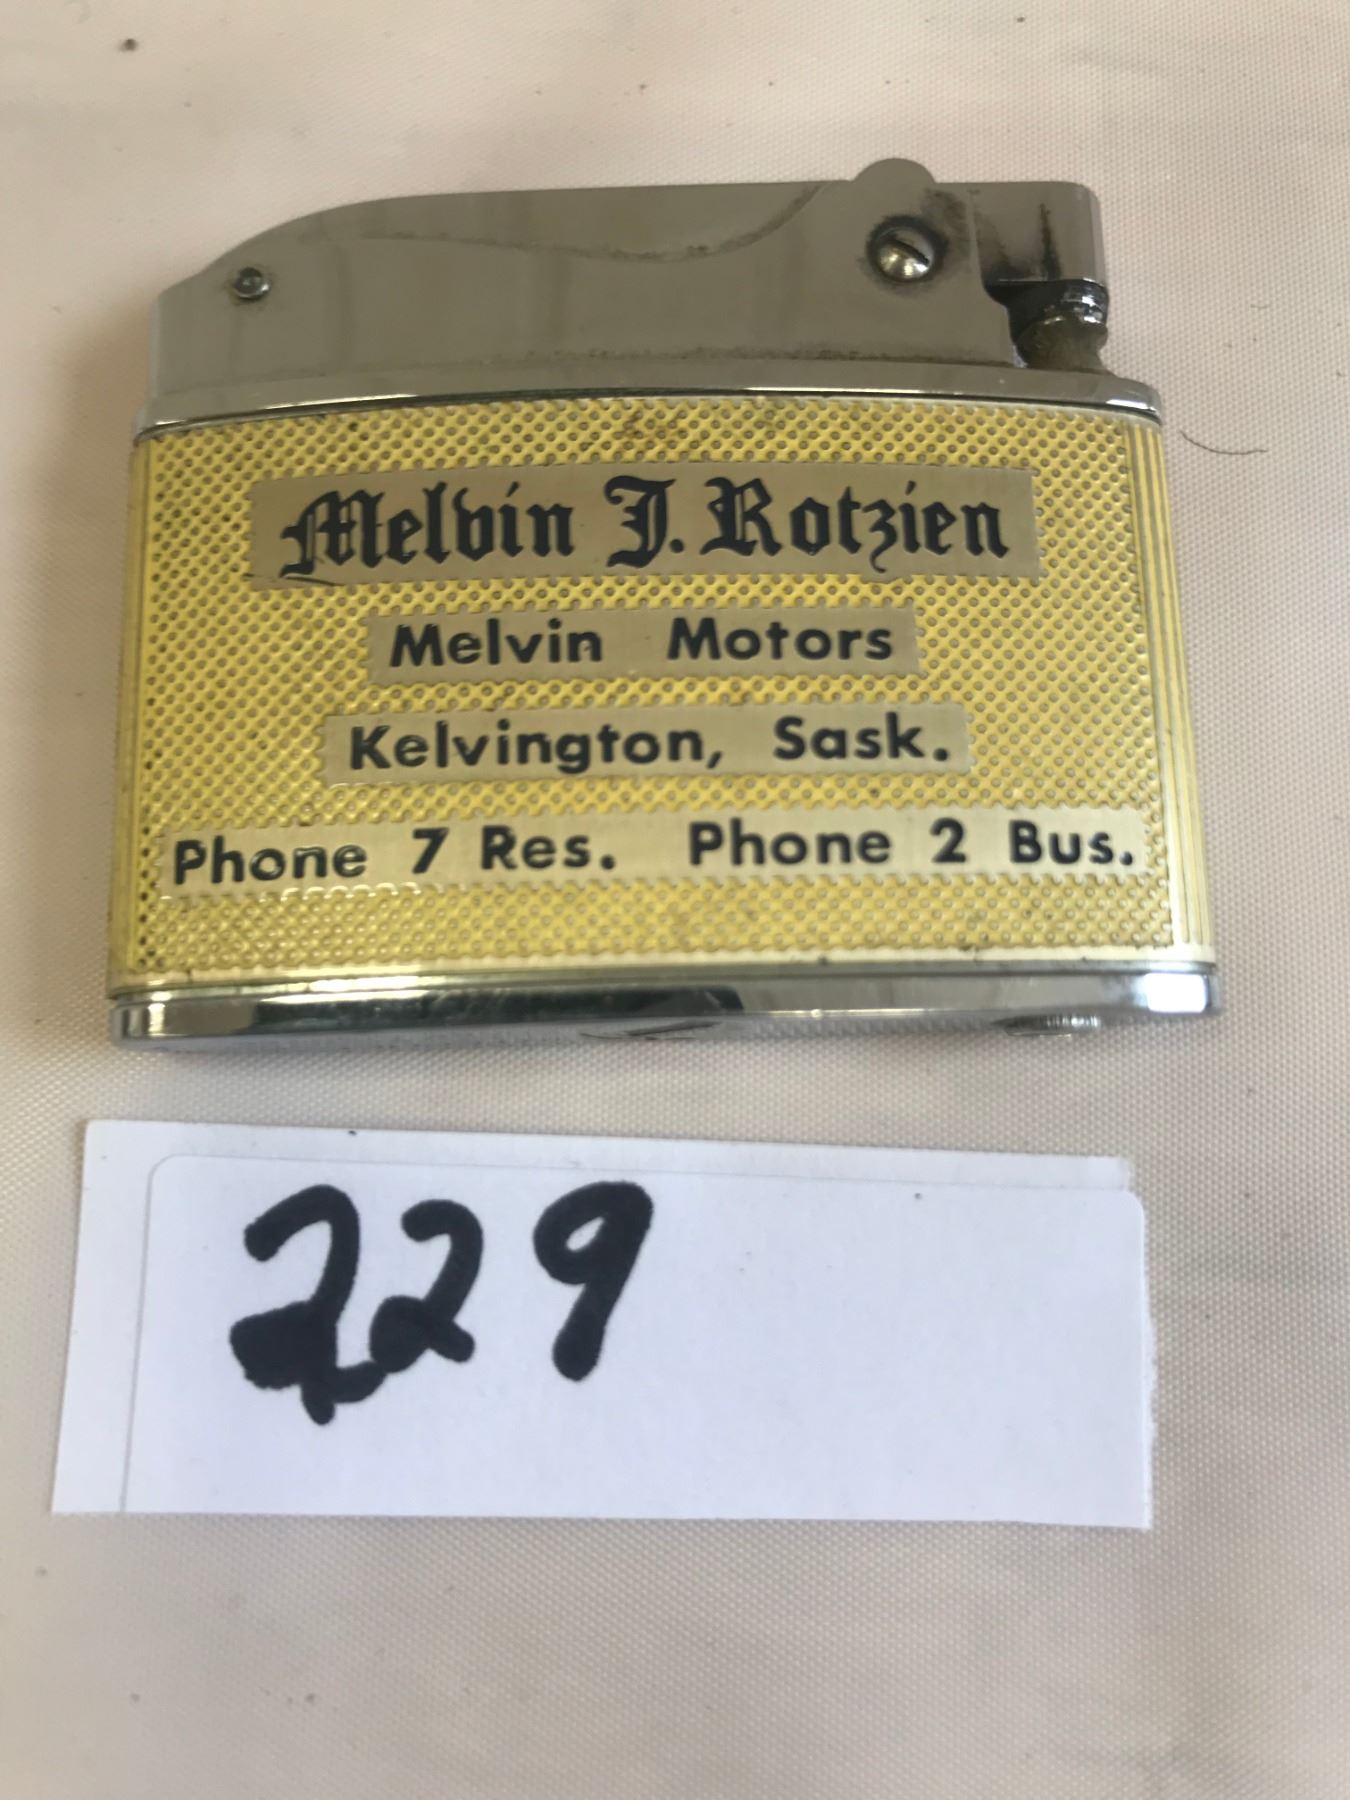 Melvin J. Rotzien
Melvin Motors
Kelvington, Sask.
Phone 7 Res. Phone 2 Bus.
229